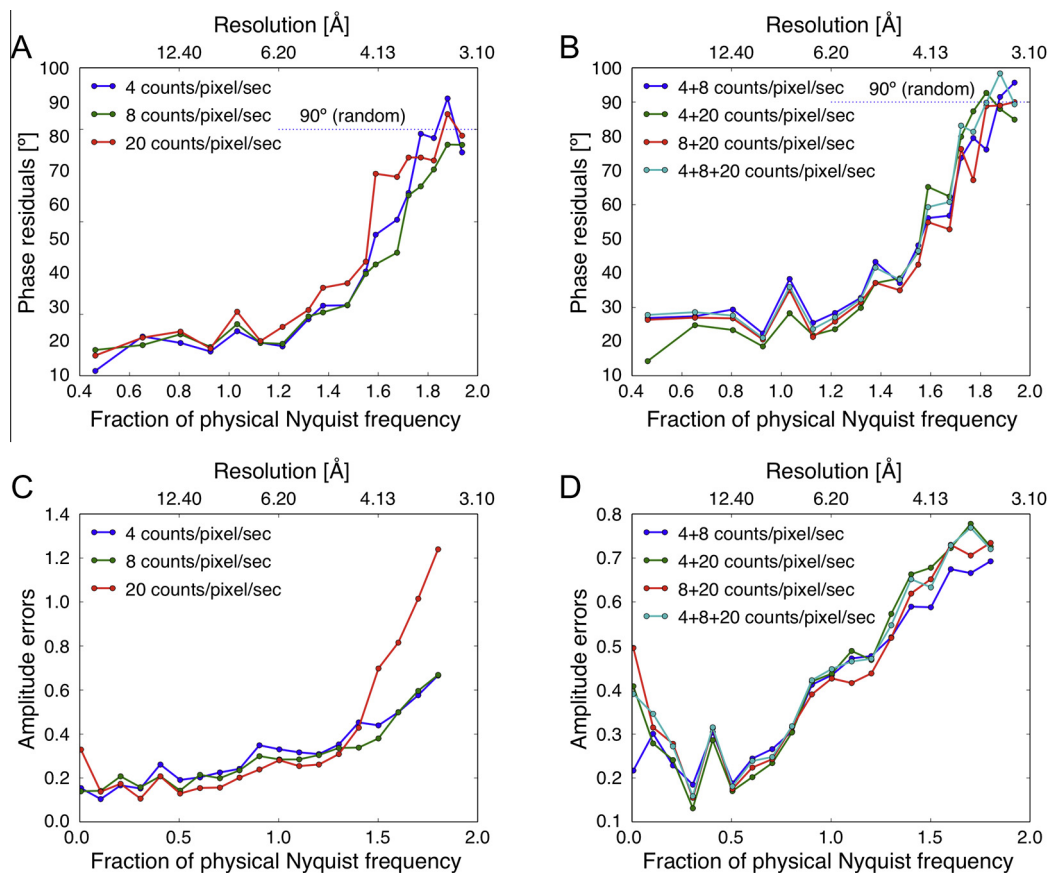 A
Resolution [Å]
12.40 6.20 4.13 3.10
100
90
80
70
60
50
40
30
20
10
Phase residuals [°]
4 counts/pixel/sec
8 counts/pixel/sec
20 counts/pixel/sec
90° (random)
0.4 0.6 0.8 1.0 1.2 1.4 1.6 1.8 2.0
Fraction of physical Nyquist frequency
B
Resolution [Å]
12.40 6.20 4.13 3.10
100
90
80
70
60
50
40
30
20
10
Phase residuals [°]
4+8 counts/pixel/sec
4+20 counts/pixel/sec
8+20 counts/pixel/sec
4+8+20 counts/pixel/sec
90° (random)
0.4 0.6 0.8 1.0 1.2 1.4 1.6 1.8 2.0
Fraction of physical Nyquist frequency
C
Resolution [Å]
12.40 6.20 4.13 3.10
1.4
1.2
1.0
0.8
0.6
0.4
0.2
0.0
Amplitude errors
4 counts/pixel/sec
8 counts/pixel/sec
20 counts/pixel/sec
0.0 0.5 1.0 1.5 2.0
Fraction of physical Nyquist frequency
D
Resolution [Å]
12.40 6.20 4.13 3.10
0.8
0.7
0.6
0.5
0.4
0.3
0.2
0.1
Amplitude errors
4+8 counts/pixel/sec
4+20 counts/pixel/sec
8+20 counts/pixel/sec
4+8+20 counts/pixel/sec
0.0 0.5 1.0 1.5 2.0
Fraction of physical Nyquist frequency